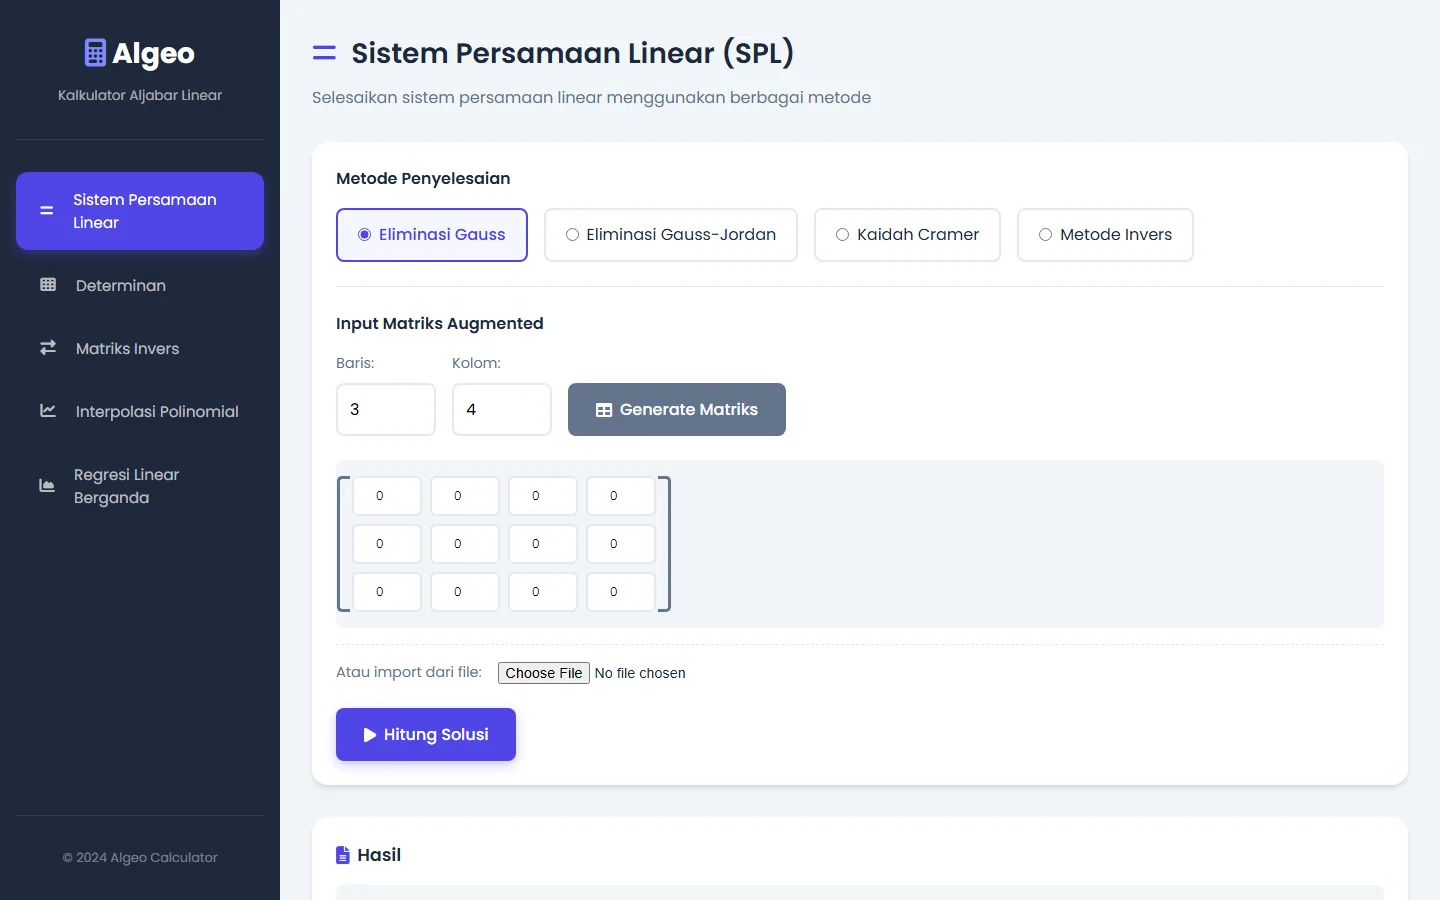 Algeo
Kalkulator Aljabar Linear
Sistem Persamaan
Linear
Determinan
Matriks Invers
Interpolasi Polinomial
Regresi Linear
Berganda
© 2024 Algeo Calculator
Sistem Persamaan Linear (SPL)
Selesaikan sistem persamaan linear menggunakan berbagai metode
Metode Penyelesaian
Eliminasi Gauss Eliminasi Gauss-Jordan Kaidah Cramer Metode Invers
Input Matriks Augmented
Baris: Kolom:
3 4 Generate Matriks
0 0 0 0
0 0 0 0
0 0 0 0
Atau import dari file: Choose File No file chosen
Hitung Solusi
Hasil